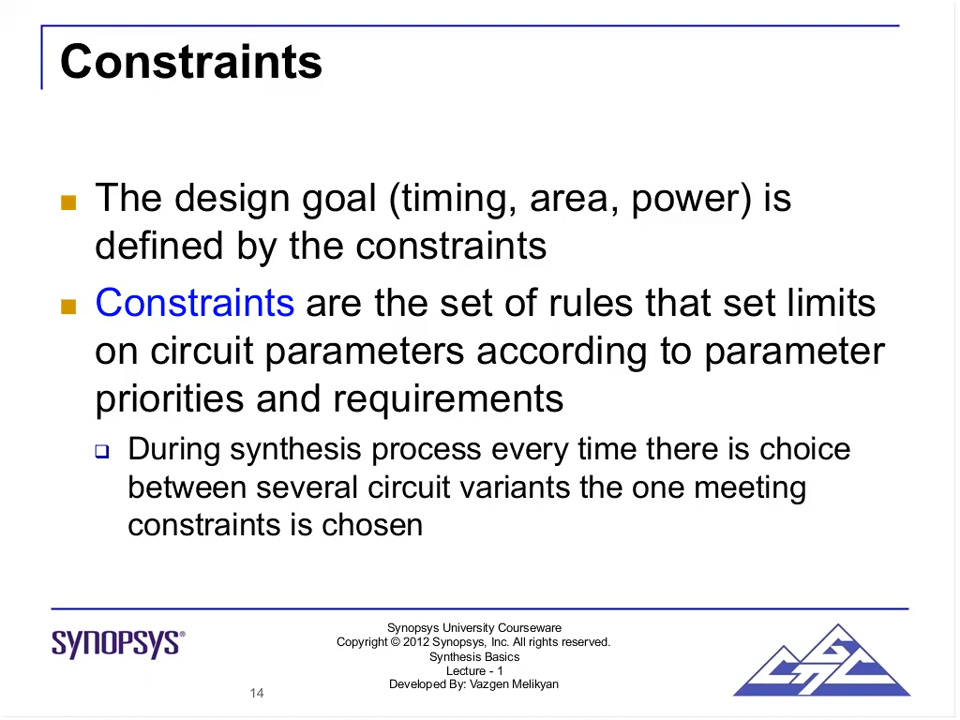 Constraints
The design goal (timing, area, power) is
defined by the constraints
Constraints are the set of rules that set limits
on circuit parameters according to parameter
priorities and requirements
During synthesis process every time there is choice
between several circuit variants the one meeting
constraints is chosen
SYNOPSYS®
Synopsys University Courseware
Copyright © 2012 Synopsys, Inc. All rights reserved.
Synthesis Basics
Lecture - 1
Developed By: Vazgen Melikyan
14